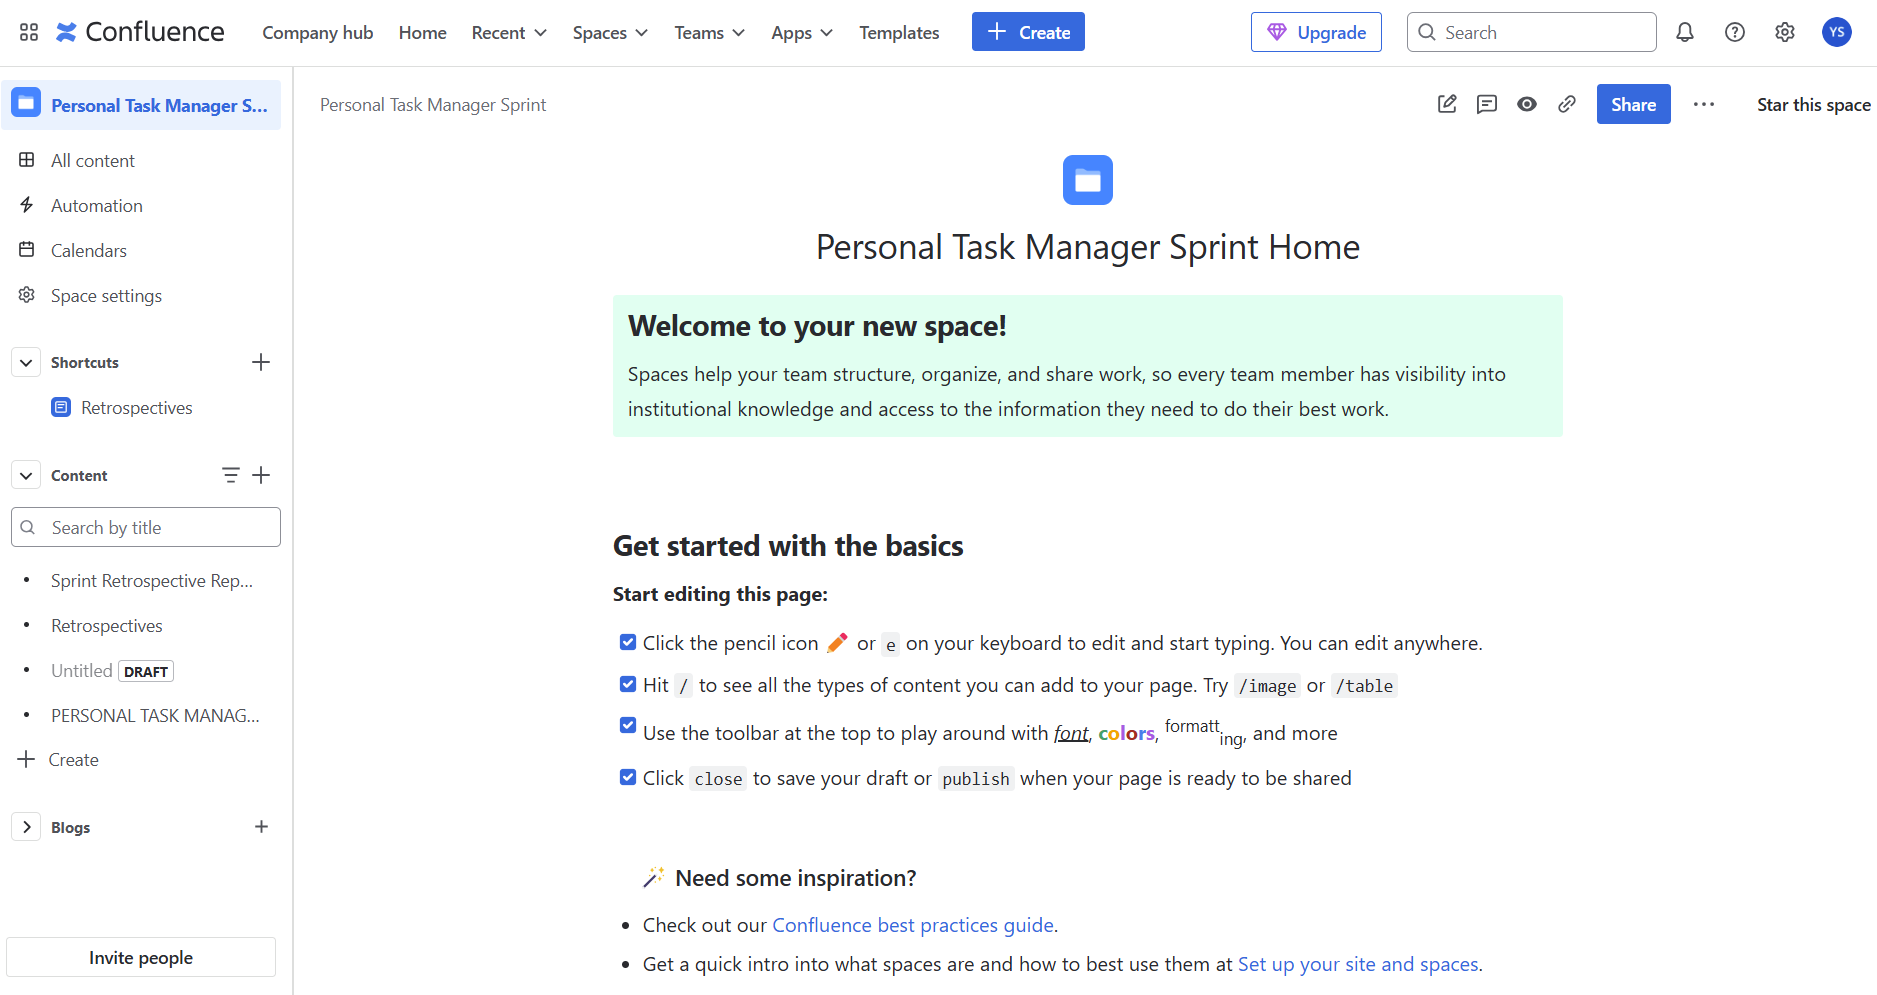 Confluence
Company hub
Home
Recent
Spaces
Teams
Apps
Templates
Create
Upgrade
Search
YS
Personal Task Manager S...
All content
Automation
Calendars
Space settings
Shortcuts
Retrospectives
Content
Search by title
Sprint Retrospective Rep...
Retrospectives
Untitled DRAFT
PERSONAL TASK MANAG...
Create
Blogs
Invite people
Personal Task Manager Sprint
Share
Star this space
Personal Task Manager Sprint Home
Welcome to your new space!
Spaces help your team structure, organize, and share work, so every team member has visibility into
institutional knowledge and access to the information they need to do their best work.
Get started with the basics
Start editing this page:
Click the pencil icon or e on your keyboard to edit and start typing. You can edit anywhere.
Hit / to see all the types of content you can add to your page. Try /image or /table
Use the toolbar at the top to play around with font, colors, formatting, and more
Click close to save your draft or publish when your page is ready to be shared
Need some inspiration?
• Check out our Confluence best practices guide.
• Get a quick intro into what spaces are and how to best use them at Set up your site and spaces.